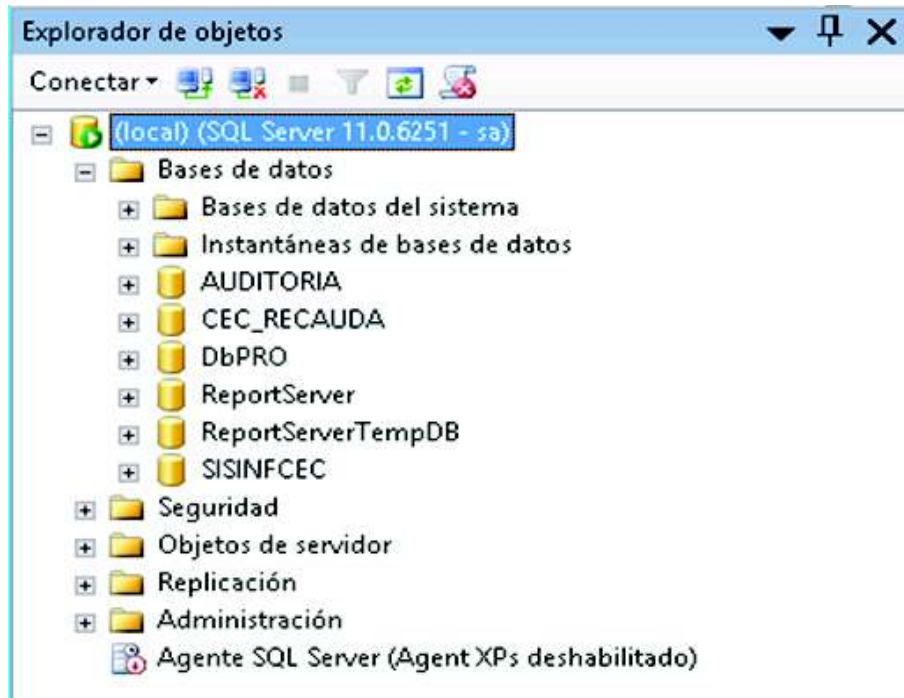 Explorador de objetos
Conectar
(local) (SQL Server 11.0.6251 - sa)
Bases de datos
Bases de datos del sistema
Instantáneas de bases de datos
AUDITORIA
CEC_RECAUDA
DbPRO
ReportServer
ReportServerTempDB
SISINFCEC
Seguridad
Objetos de servidor
Replicación
Administración
Agente SQL Server (Agent XPs deshabilitado)